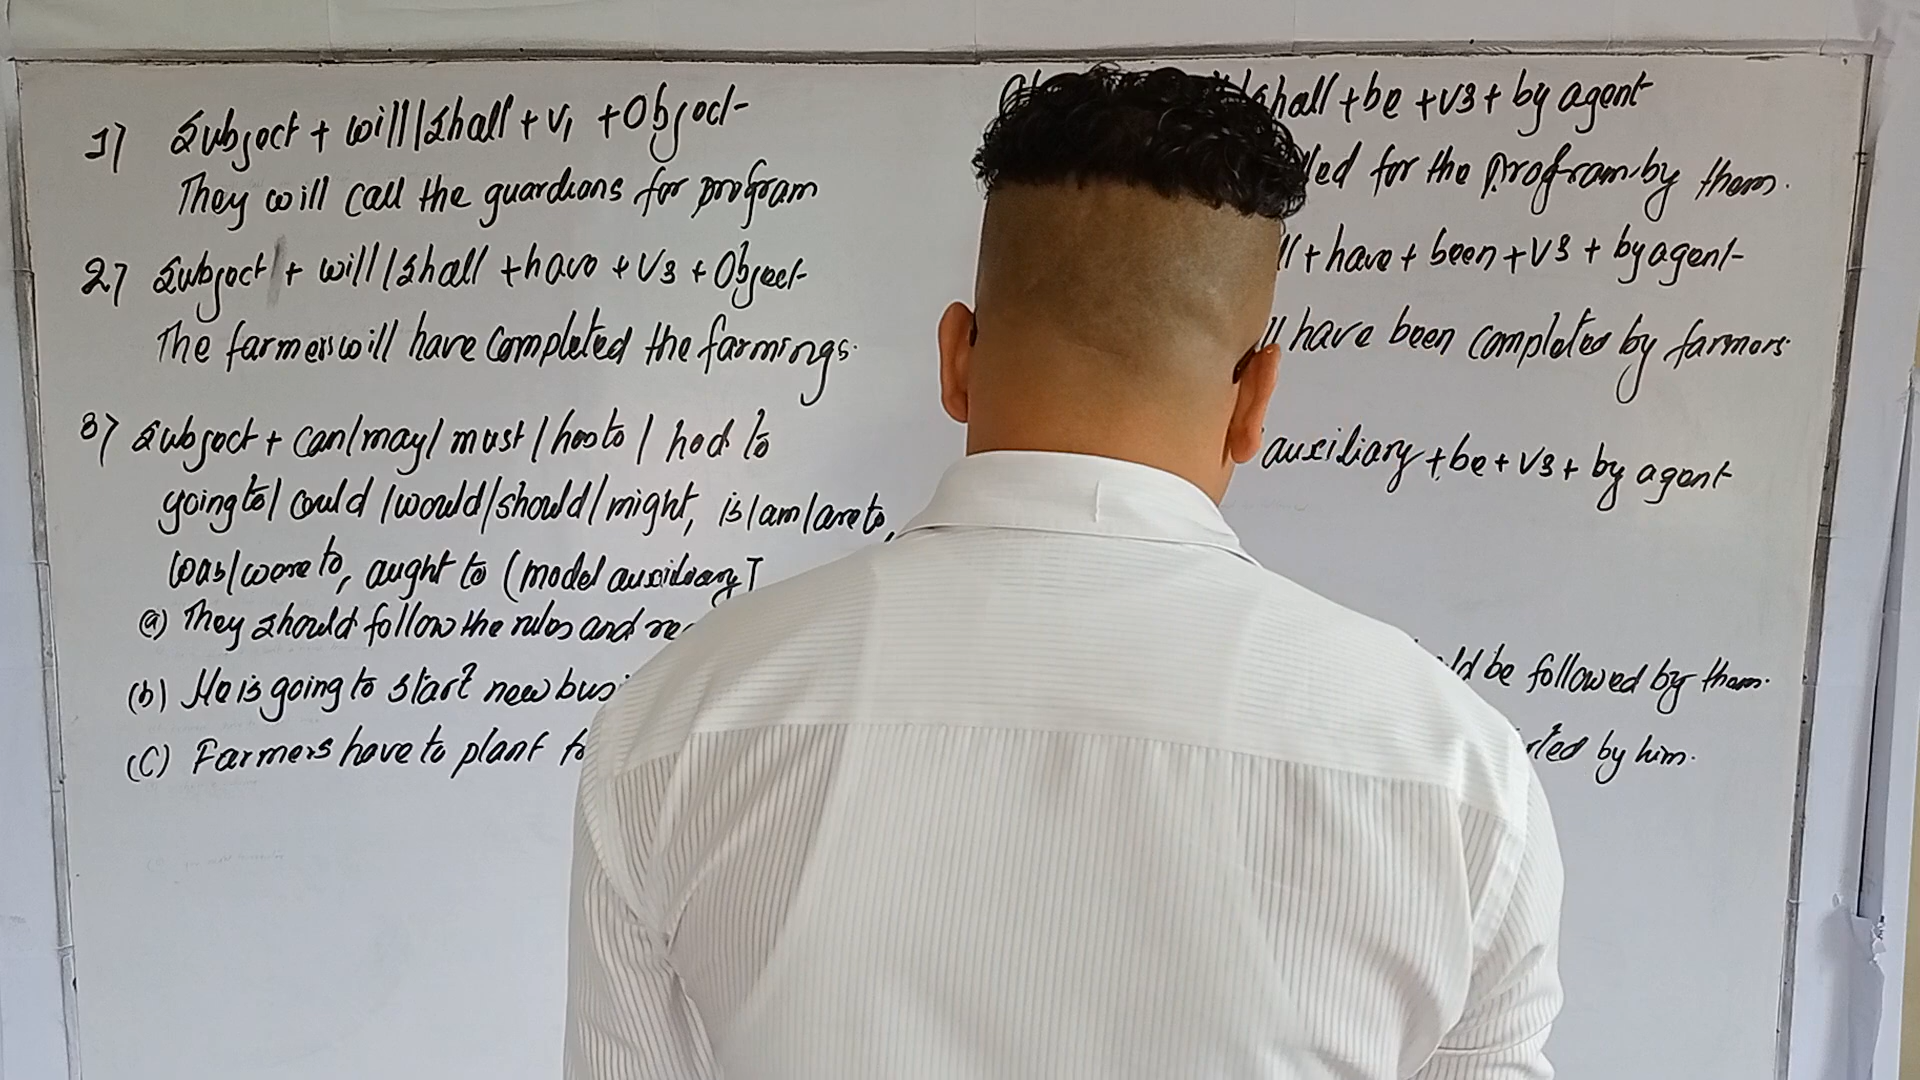 1) Subject + will/shall + V1 + Object
They will call the guardians for program
2) Subject + will/shall + have + V3 + Object
The farmers will have completed the farmings.
3) Subject + can/may/must/has to/had to
going to/could/would/should/might, is/am/are to,
was/were to, aught to (model auxiliary)
(a) They should follow the rules and
(b) He is going to start new
(c) Farmers have to plant
shall + be + V3 + by agent
for the program by them.
+ have + been + V3 + by agent
have been completed by farmers.
auxiliary + be + V3 + by agent
be followed by them.
by him.